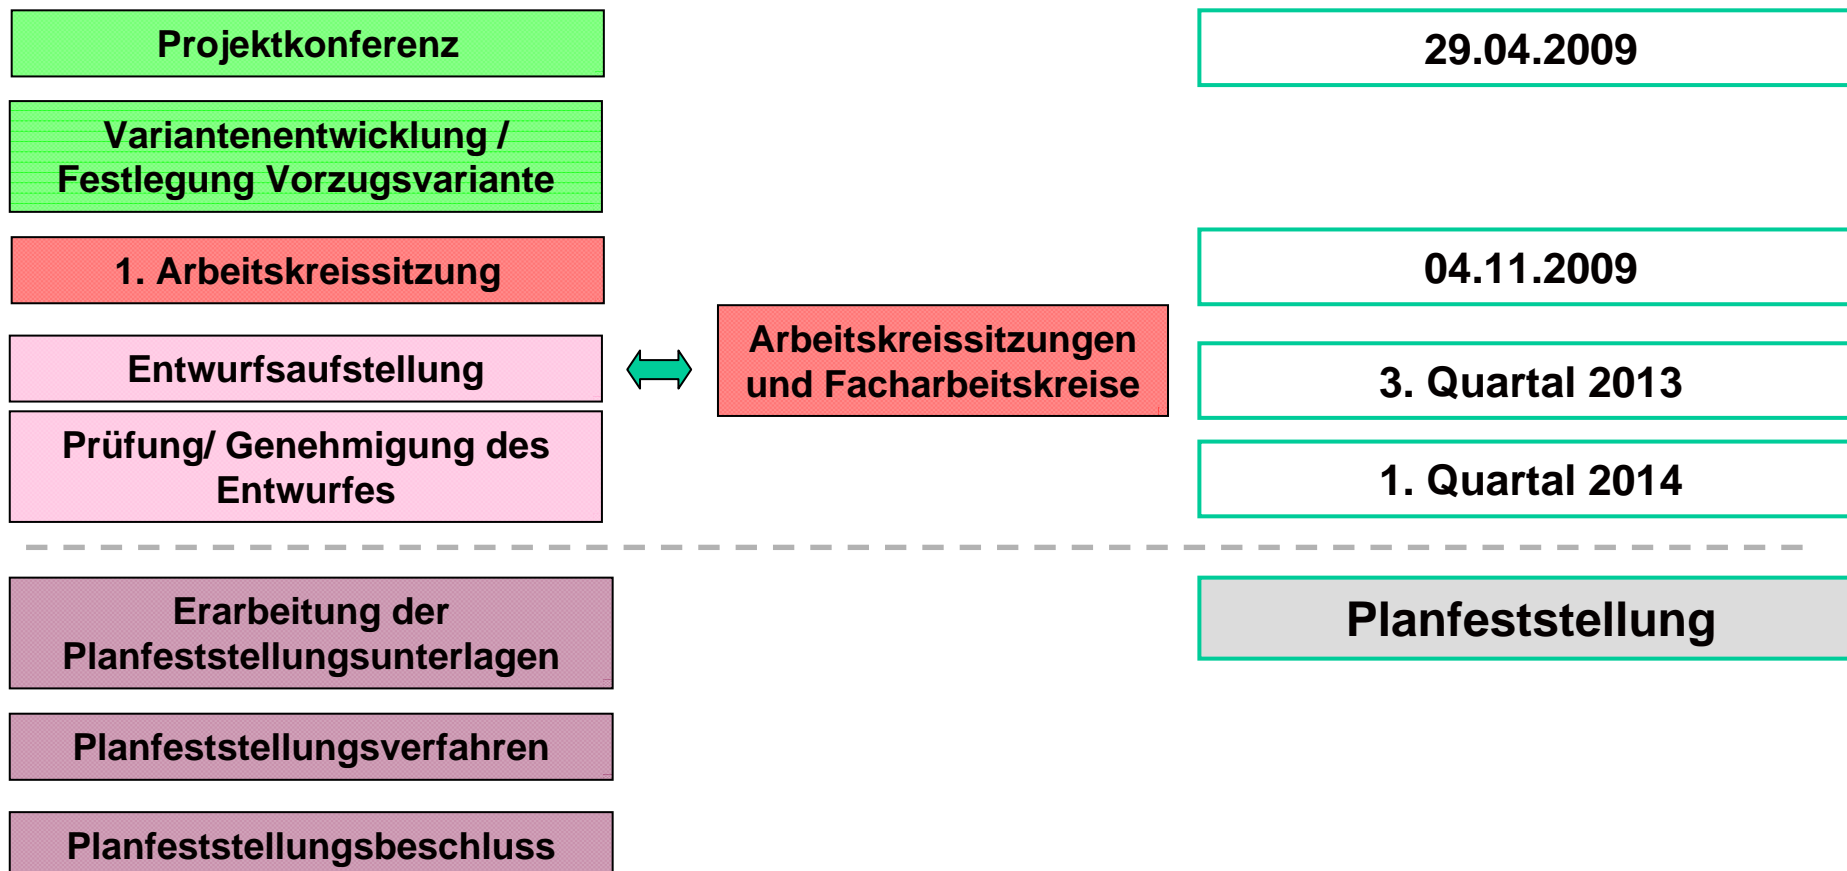 Projektkonferenz
29.04.2009
Variantenentwicklung /
Festlegung Vorzugsvariante
1. Arbeitskreissitzung
04.11.2009
Entwurfsaufstellung
Arbeitskreissitzungen
und Facharbeitskreise
3. Quartal 2013
Prüfung/ Genehmigung des
Entwurfes
1. Quartal 2014
Erarbeitung der
Planfeststellungsunterlagen
Planfeststellung
Planfeststellungsverfahren
Planfeststellungsbeschluss